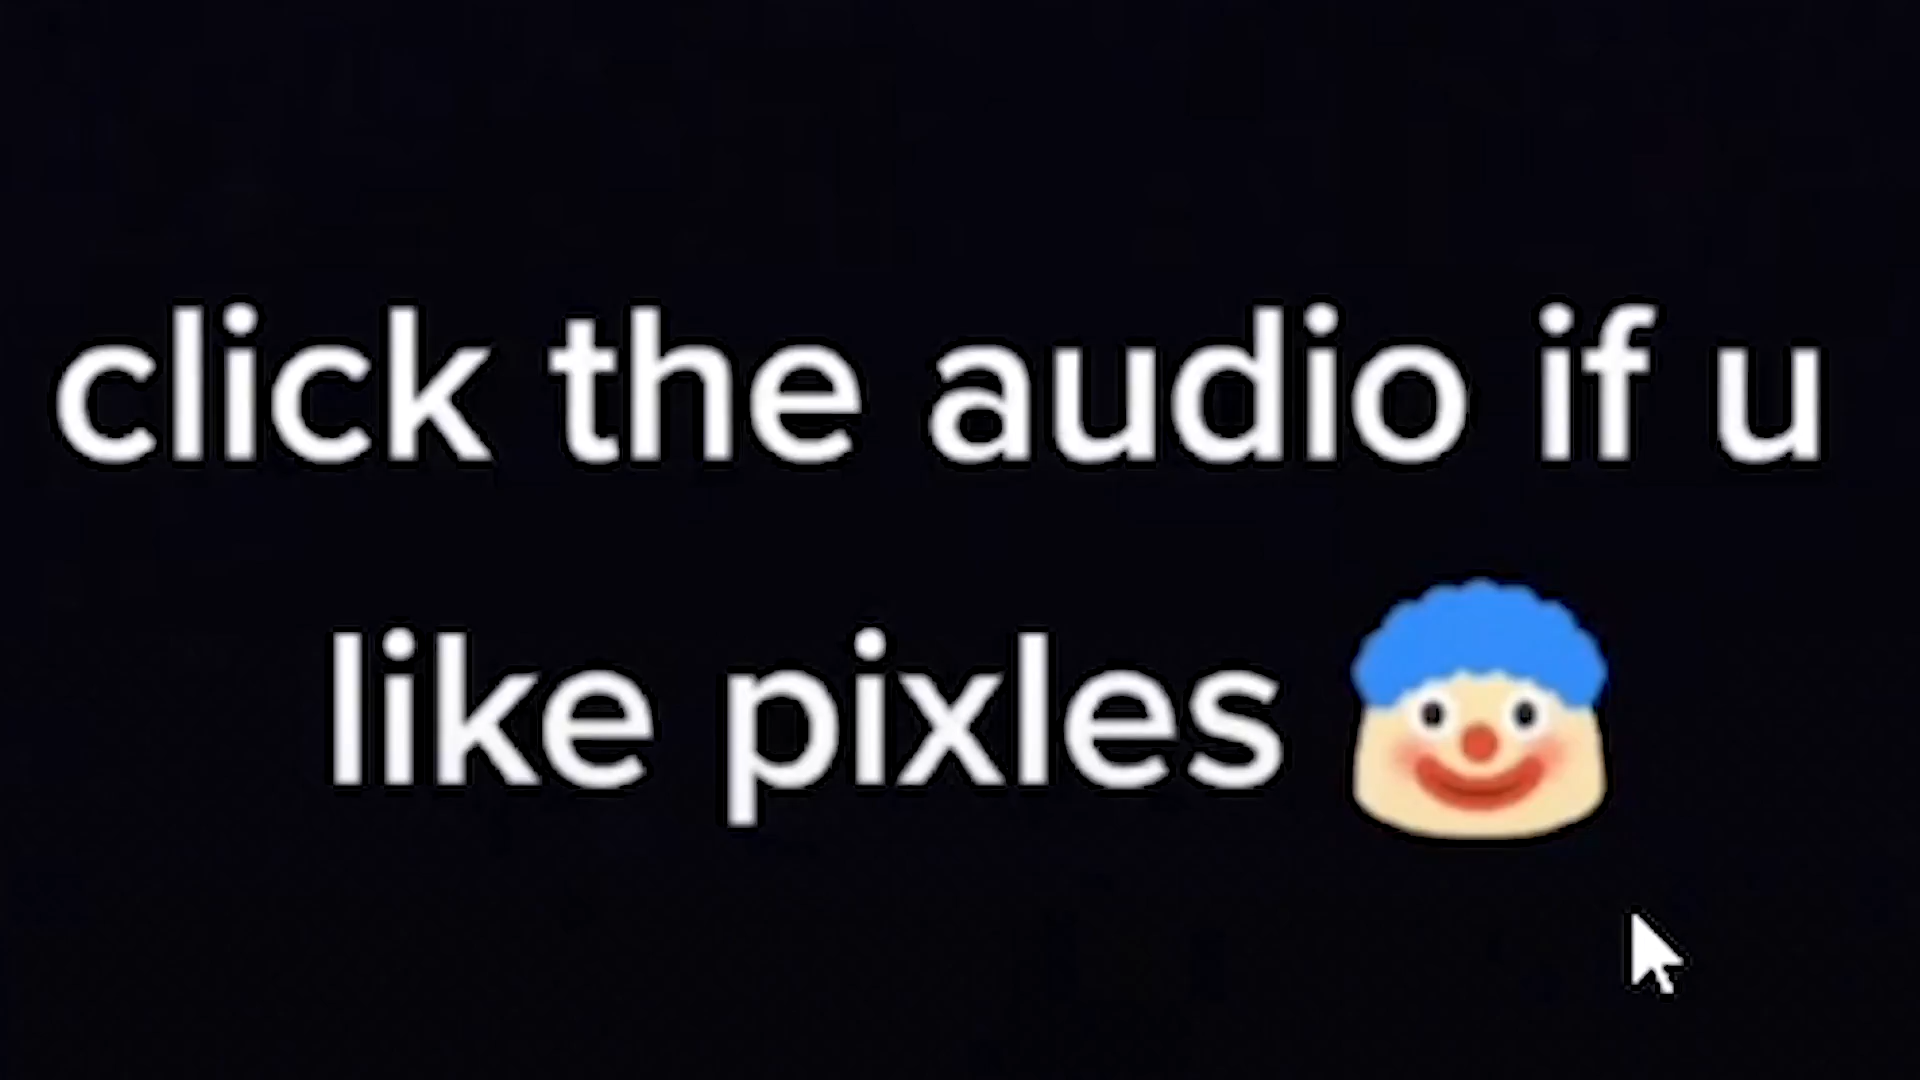 click the audio if u
like pixles 🤡